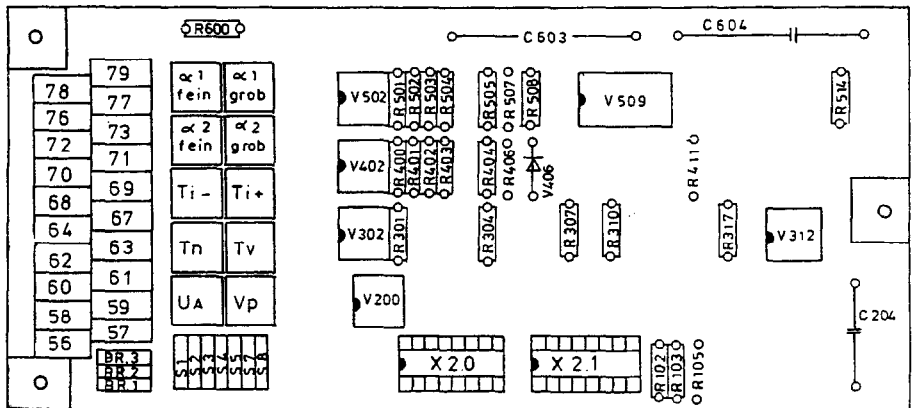 R600
C603
C604
79
78
77
76
73
72
71
70
69
68
67
64
63
62
61
60
59
58
57
56
α1 fein
α1 grob
α2 fein
α2 grob
Ti-
Ti+
Tn
Tv
UA
Vp
BR.3
BR.2
BR.1
S1
S2
S3
S4
S5
S7
S8
V502
R501
R502
R503
R504
R505
R507
R508
V509
R514
V402
R400
R401
R402
R403
R404
R406
V406
R411
V302
R301
R304
R307
R310
R317
V312
V200
C204
X2.0
X2.1
R102
R103
R105